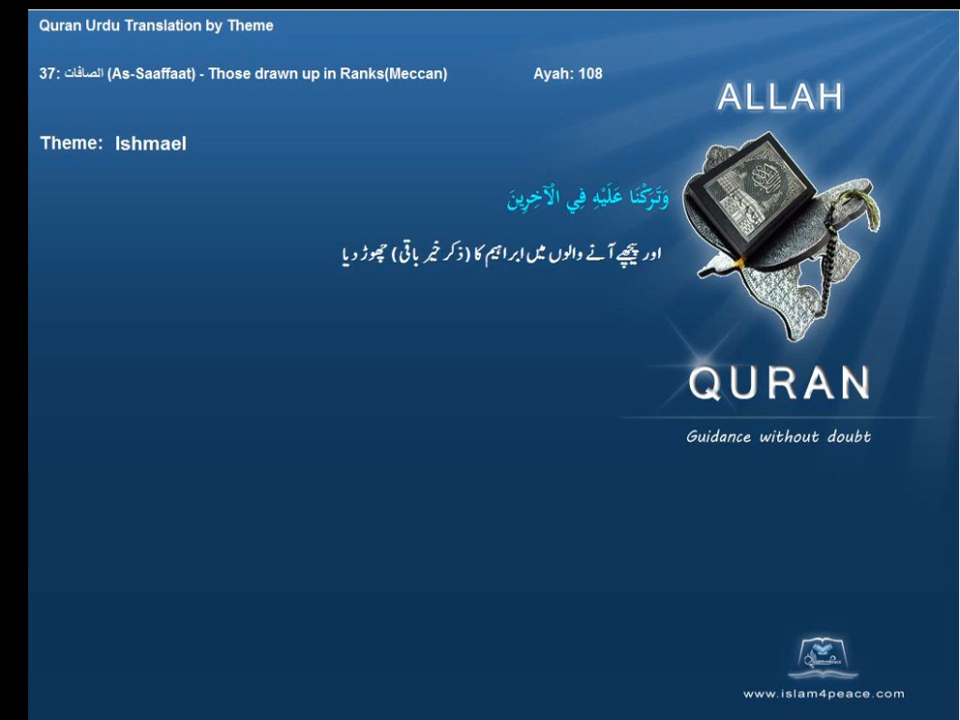 Quran Urdu Translation by Theme
37: الصافات (As-Saaffaat) - Those drawn up in Ranks(Meccan) Ayah: 108
ALLAH
Theme: Ishmael
وَتَرَكْنَا عَلَيْهِ فِي الْآخِرِينَ
اور پیچھے آنے والوں میں ابراہیم کا (ذکر خیر باقی) چھوڑ دیا
QURAN
Guidance without doubt
www.islam4peace.com